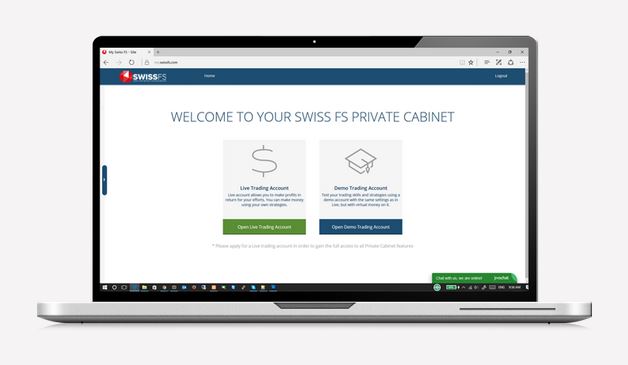 My Swiss FS - Site
my.swissfs.com
SWISSFS
Home
Logout
WELCOME TO YOUR SWISS FS PRIVATE CABINET
Live Trading Account
Live account allows you to make profits in
return for your efforts. You can make money
using your own strategies.
Open Live Trading Account
Demo Trading Account
Test your trading skills and strategies using a
demo account with the same settings as in
Live, but with virtual money on it.
Open Demo Trading Account
* Please apply for a Live trading account in order to gain the full access to all Private Cabinet features
Chat with us, we are online!
jivochat
ENG